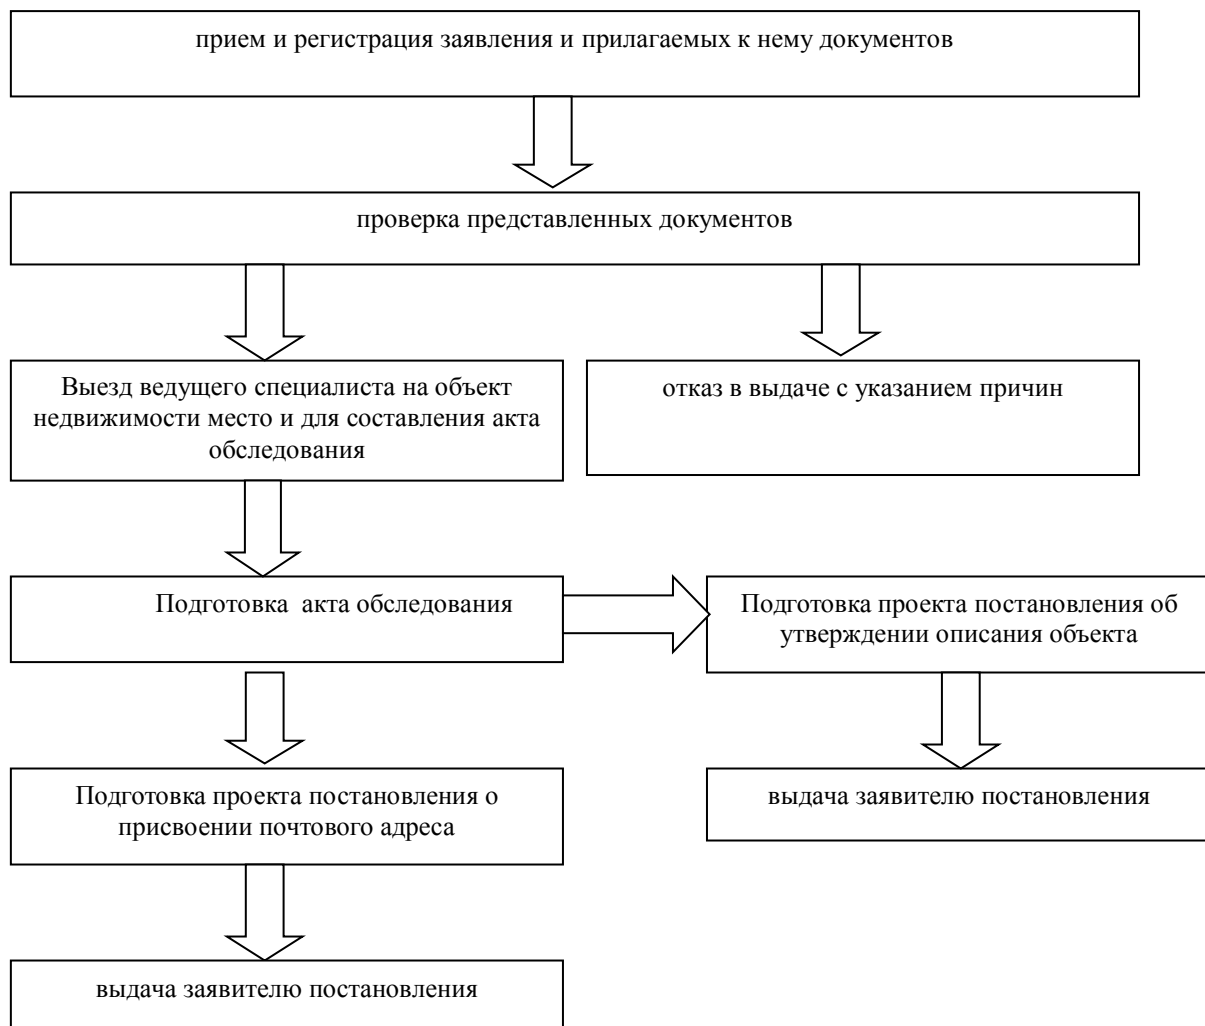 прием и регистрация заявления и прилагаемых к нему документов
проверка представленных документов
Выезд ведущего специалиста на объект
недвижимости место и для составления акта
обследования
отказ в выдаче с указанием причин
Подготовка акта обследования
Подготовка проекта постановления об
утверждении описания объекта
Подготовка проекта постановления о
присвоении почтового адреса
выдача заявителю постановления
выдача заявителю постановления